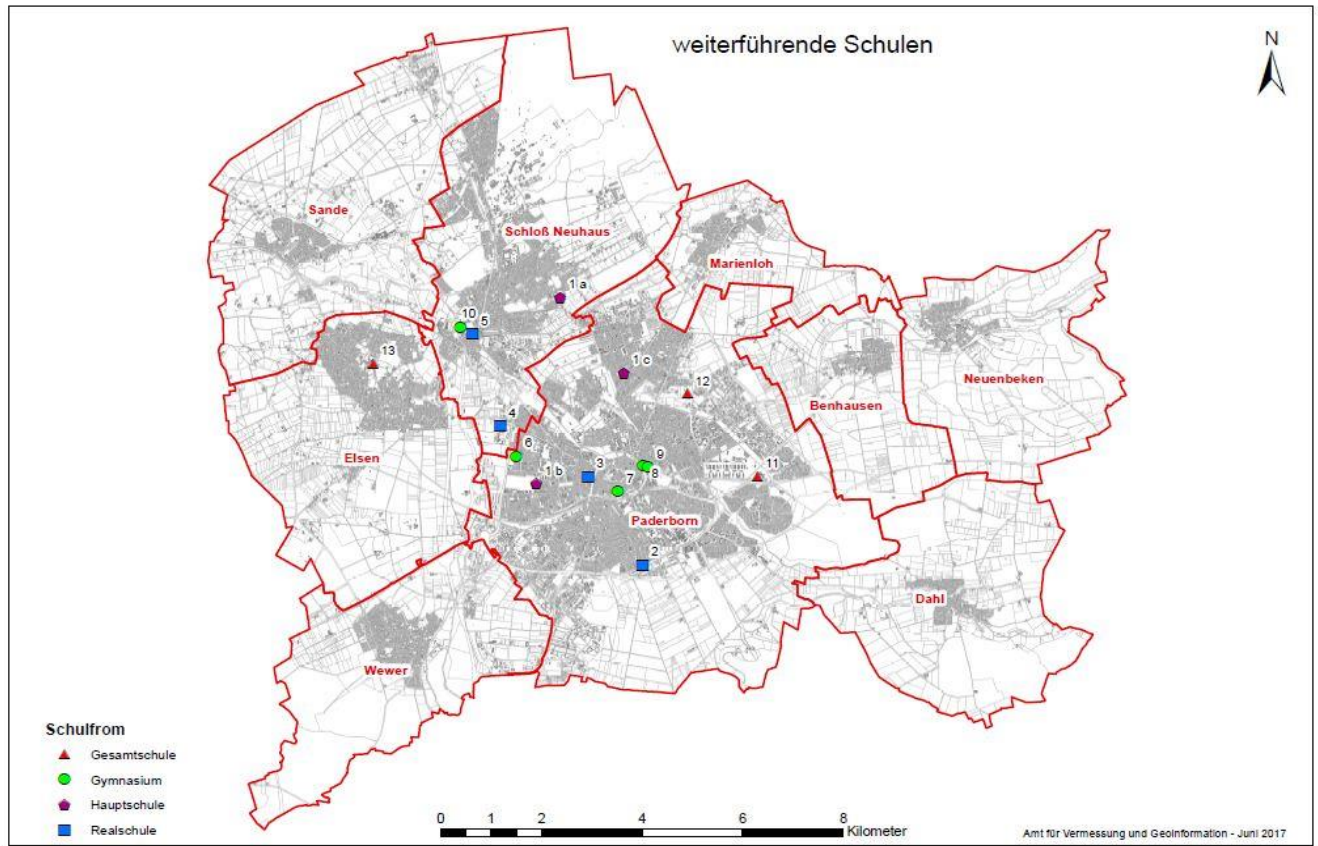 weiterführende Schulen
N
Sande
Schloß Neuhaus
Marienloh
1 a
10
5
13
1 c
12
Benhausen
Neuenbeken
4
Elsen
6
1 b
3
9
8
7
11
Paderborn
2
Dahl
Wewer
Schulfrom
Gesamtschule
Gymnasium
Hauptschule
Realschule
0 1 2 4 6 8
Kilometer
Amt für Vermessung und Geoinformation - Juni 2017